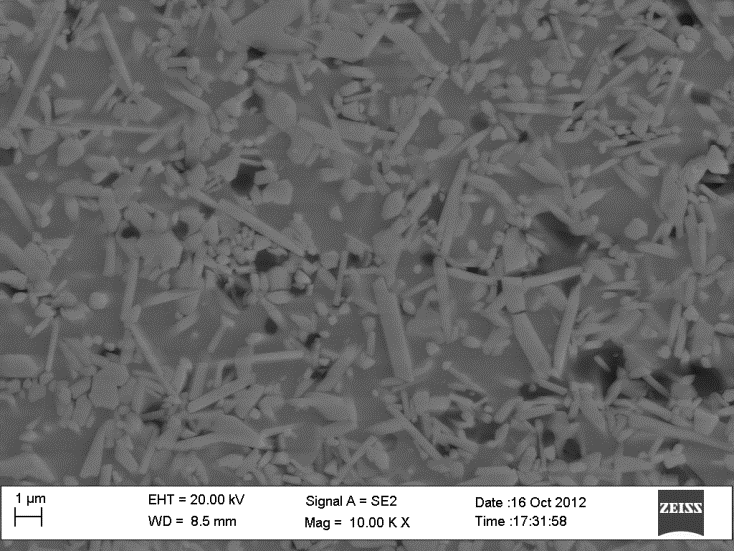 1 µm
EHT = 20.00 kV
WD = 8.5 mm
Signal A = SE2
Mag = 10.00 K X
Date :16 Oct 2012
Time :17:31:58
ZEISS